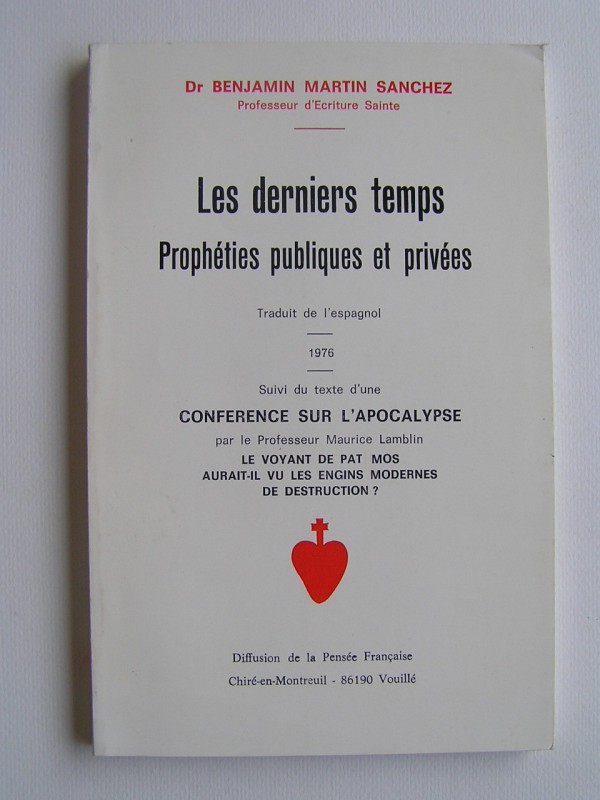 Dr BENJAMIN MARTIN SANCHEZ
Professeur d'Ecriture Sainte
Les derniers temps
Prophéties publiques et privées
Traduit de l'espagnol
1976
Suivi du texte d'une
CONFERENCE SUR L'APOCALYPSE
par le Professeur Maurice Lamblin
LE VOYANT DE PAT MOS
AURAIT-IL VU LES ENGINS MODERNES
DE DESTRUCTION ?
Diffusion de la Pensée Française
Chiré-en-Montreuil - 86190 Vouillé